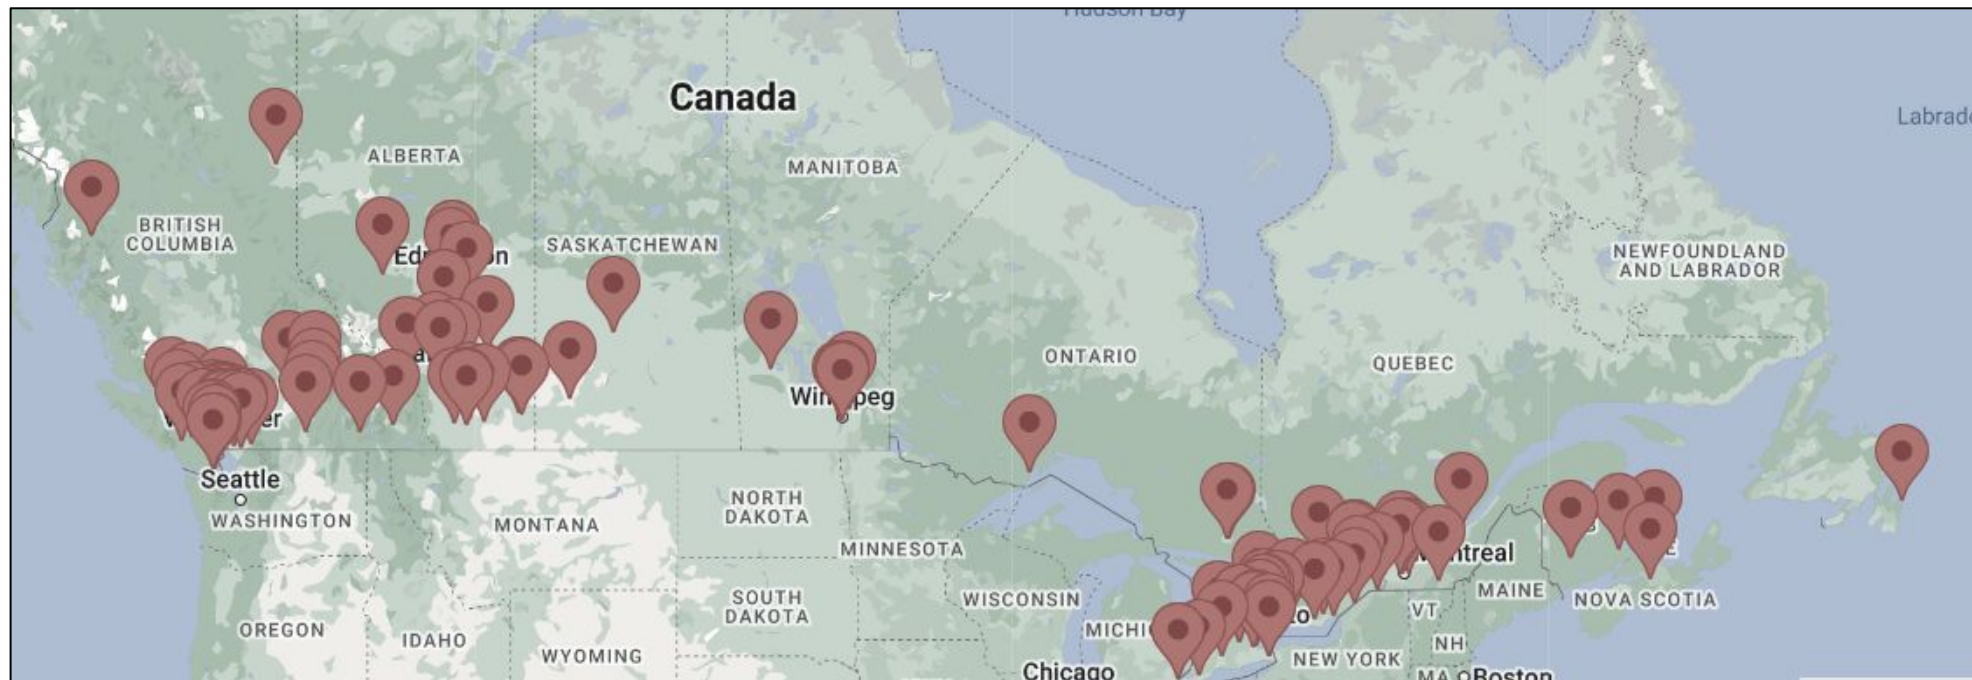 Hudson Bay
Canada
Labrado
ALBERTA
MANITOBA
BRITISH
COLUMBIA
SASKATCHEWAN
NEWFOUNDLAND
AND LABRADOR
ONTARIO
QUEBEC
Seattle
WASHINGTON
MONTANA
NORTH
DAKOTA
MINNESOTA
MAINE
NOVA SCOTIA
WISCONSIN
SOUTH
DAKOTA
VT
OREGON
IDAHO
WYOMING
NH
NEW YORK
Chicago
MA
Boston